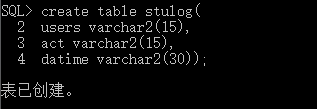 SQL> create table stulog(
2 users varchar2(15),
3 act varchar2(15),
4 datime varchar2(30));
表已创建。